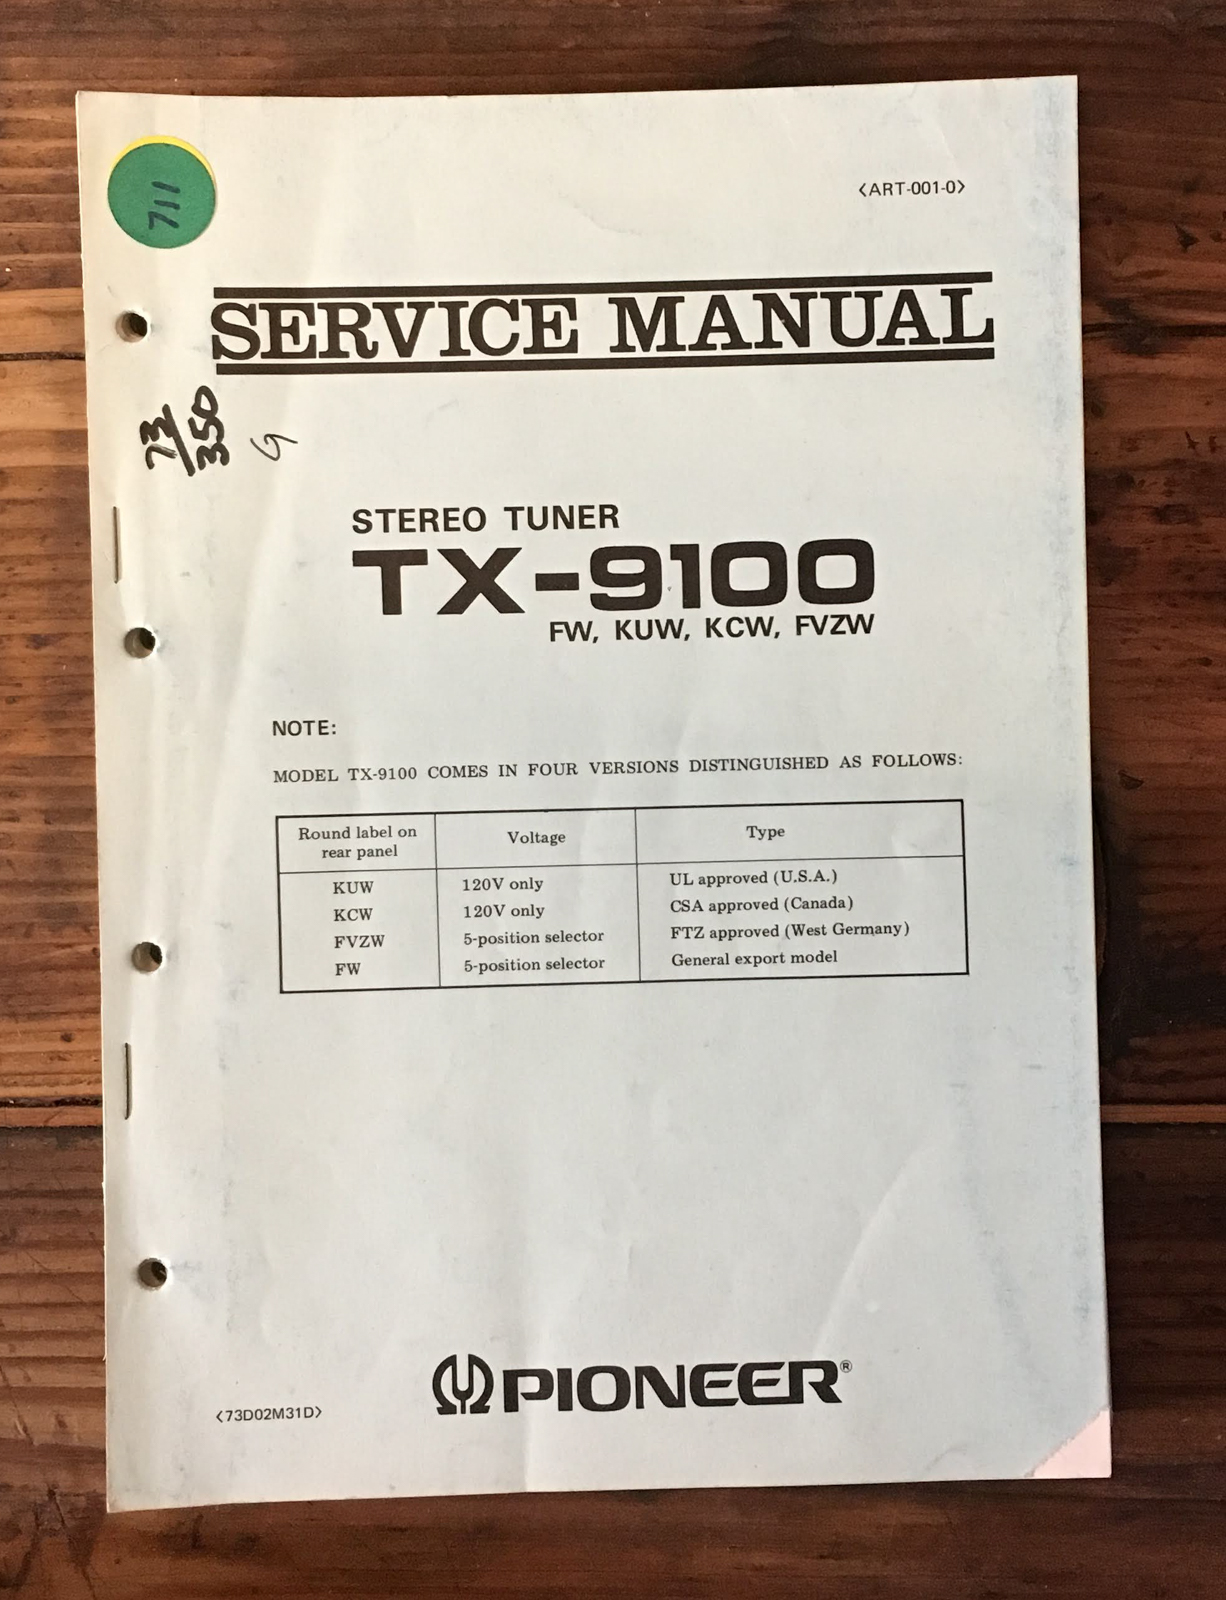 711
<ART-001-0>
SERVICE MANUAL
73/350
G
STEREO TUNER
TX-9100
FW, KUW, KCW, FVZW
NOTE:
MODEL TX-9100 COMES IN FOUR VERSIONS DISTINGUISHED AS FOLLOWS:
Round label on rear panel Voltage Type
KUW 120V only UL approved (U.S.A.)
KCW 120V only CSA approved (Canada)
FVZW 5-position selector FTZ approved (West Germany)
FW 5-position selector General export model
PIONEER®
<73D02M31D>